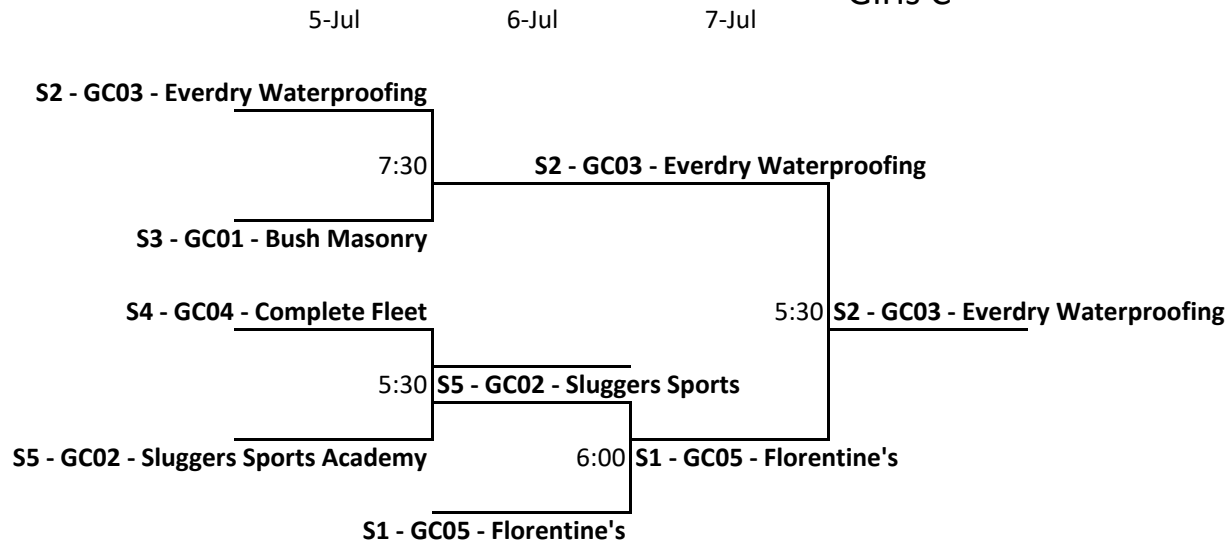 Girls C
5-Jul 6-Jul 7-Jul
S2 - GC03 - Everdry Waterproofing
7:30 S2 - GC03 - Everdry Waterproofing
S3 - GC01 - Bush Masonry
S4 - GC04 - Complete Fleet
5:30 S2 - GC03 - Everdry Waterproofing
5:30 S5 - GC02 - Sluggers Sports
S5 - GC02 - Sluggers Sports Academy
6:00 S1 - GC05 - Florentine's
S1 - GC05 - Florentine's